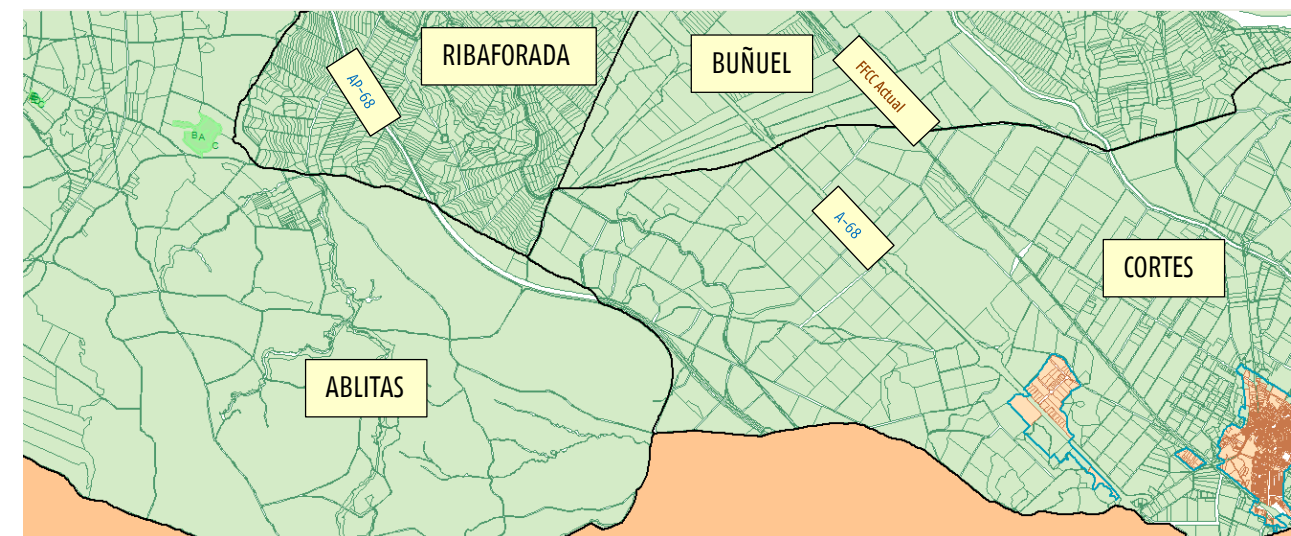 RIBAFORADA
BUÑUEL
AP-68
FFCC Actual
B A
C
A-68
CORTES
ABLITAS